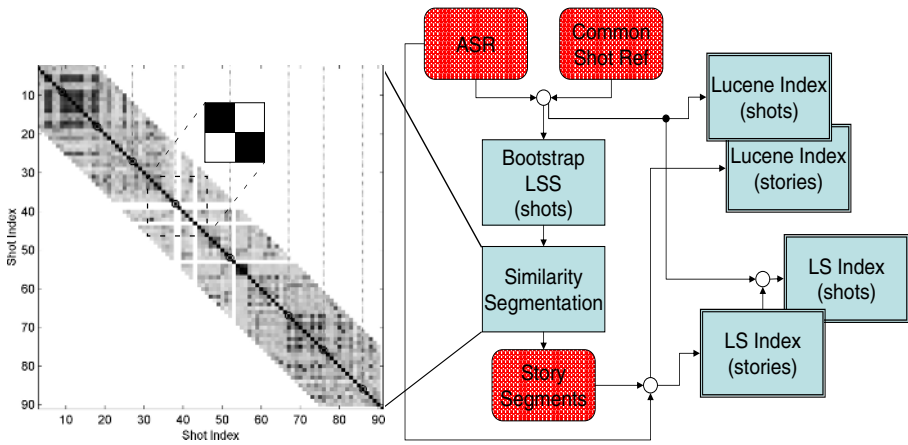 ASR
Common
Shot Ref
Lucene Index
(shots)
Lucene Index
(stories)
Bootstrap
LSS
(shots)
Similarity
Segmentation
LS Index
(shots)
LS Index
(stories)
Story
Segments
Shot Index
10
20
30
40
50
60
70
80
90
10 20 30 40 50 60 70 80 90
Shot Index